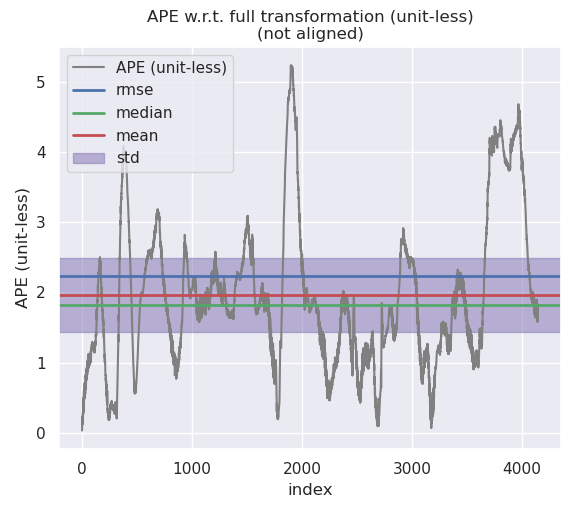 APE w.r.t. full transformation (unit-less)
(not aligned)
APE (unit-less)
rmse
median
mean
std
APE (unit-less)
5
4
3
2
1
0
0 1000 2000 3000 4000
index